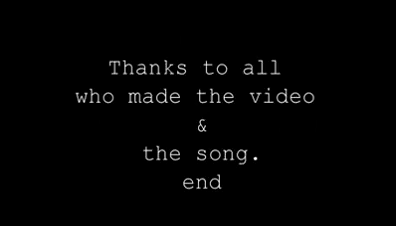 Thanks to all
who made the video
&
the song.
end